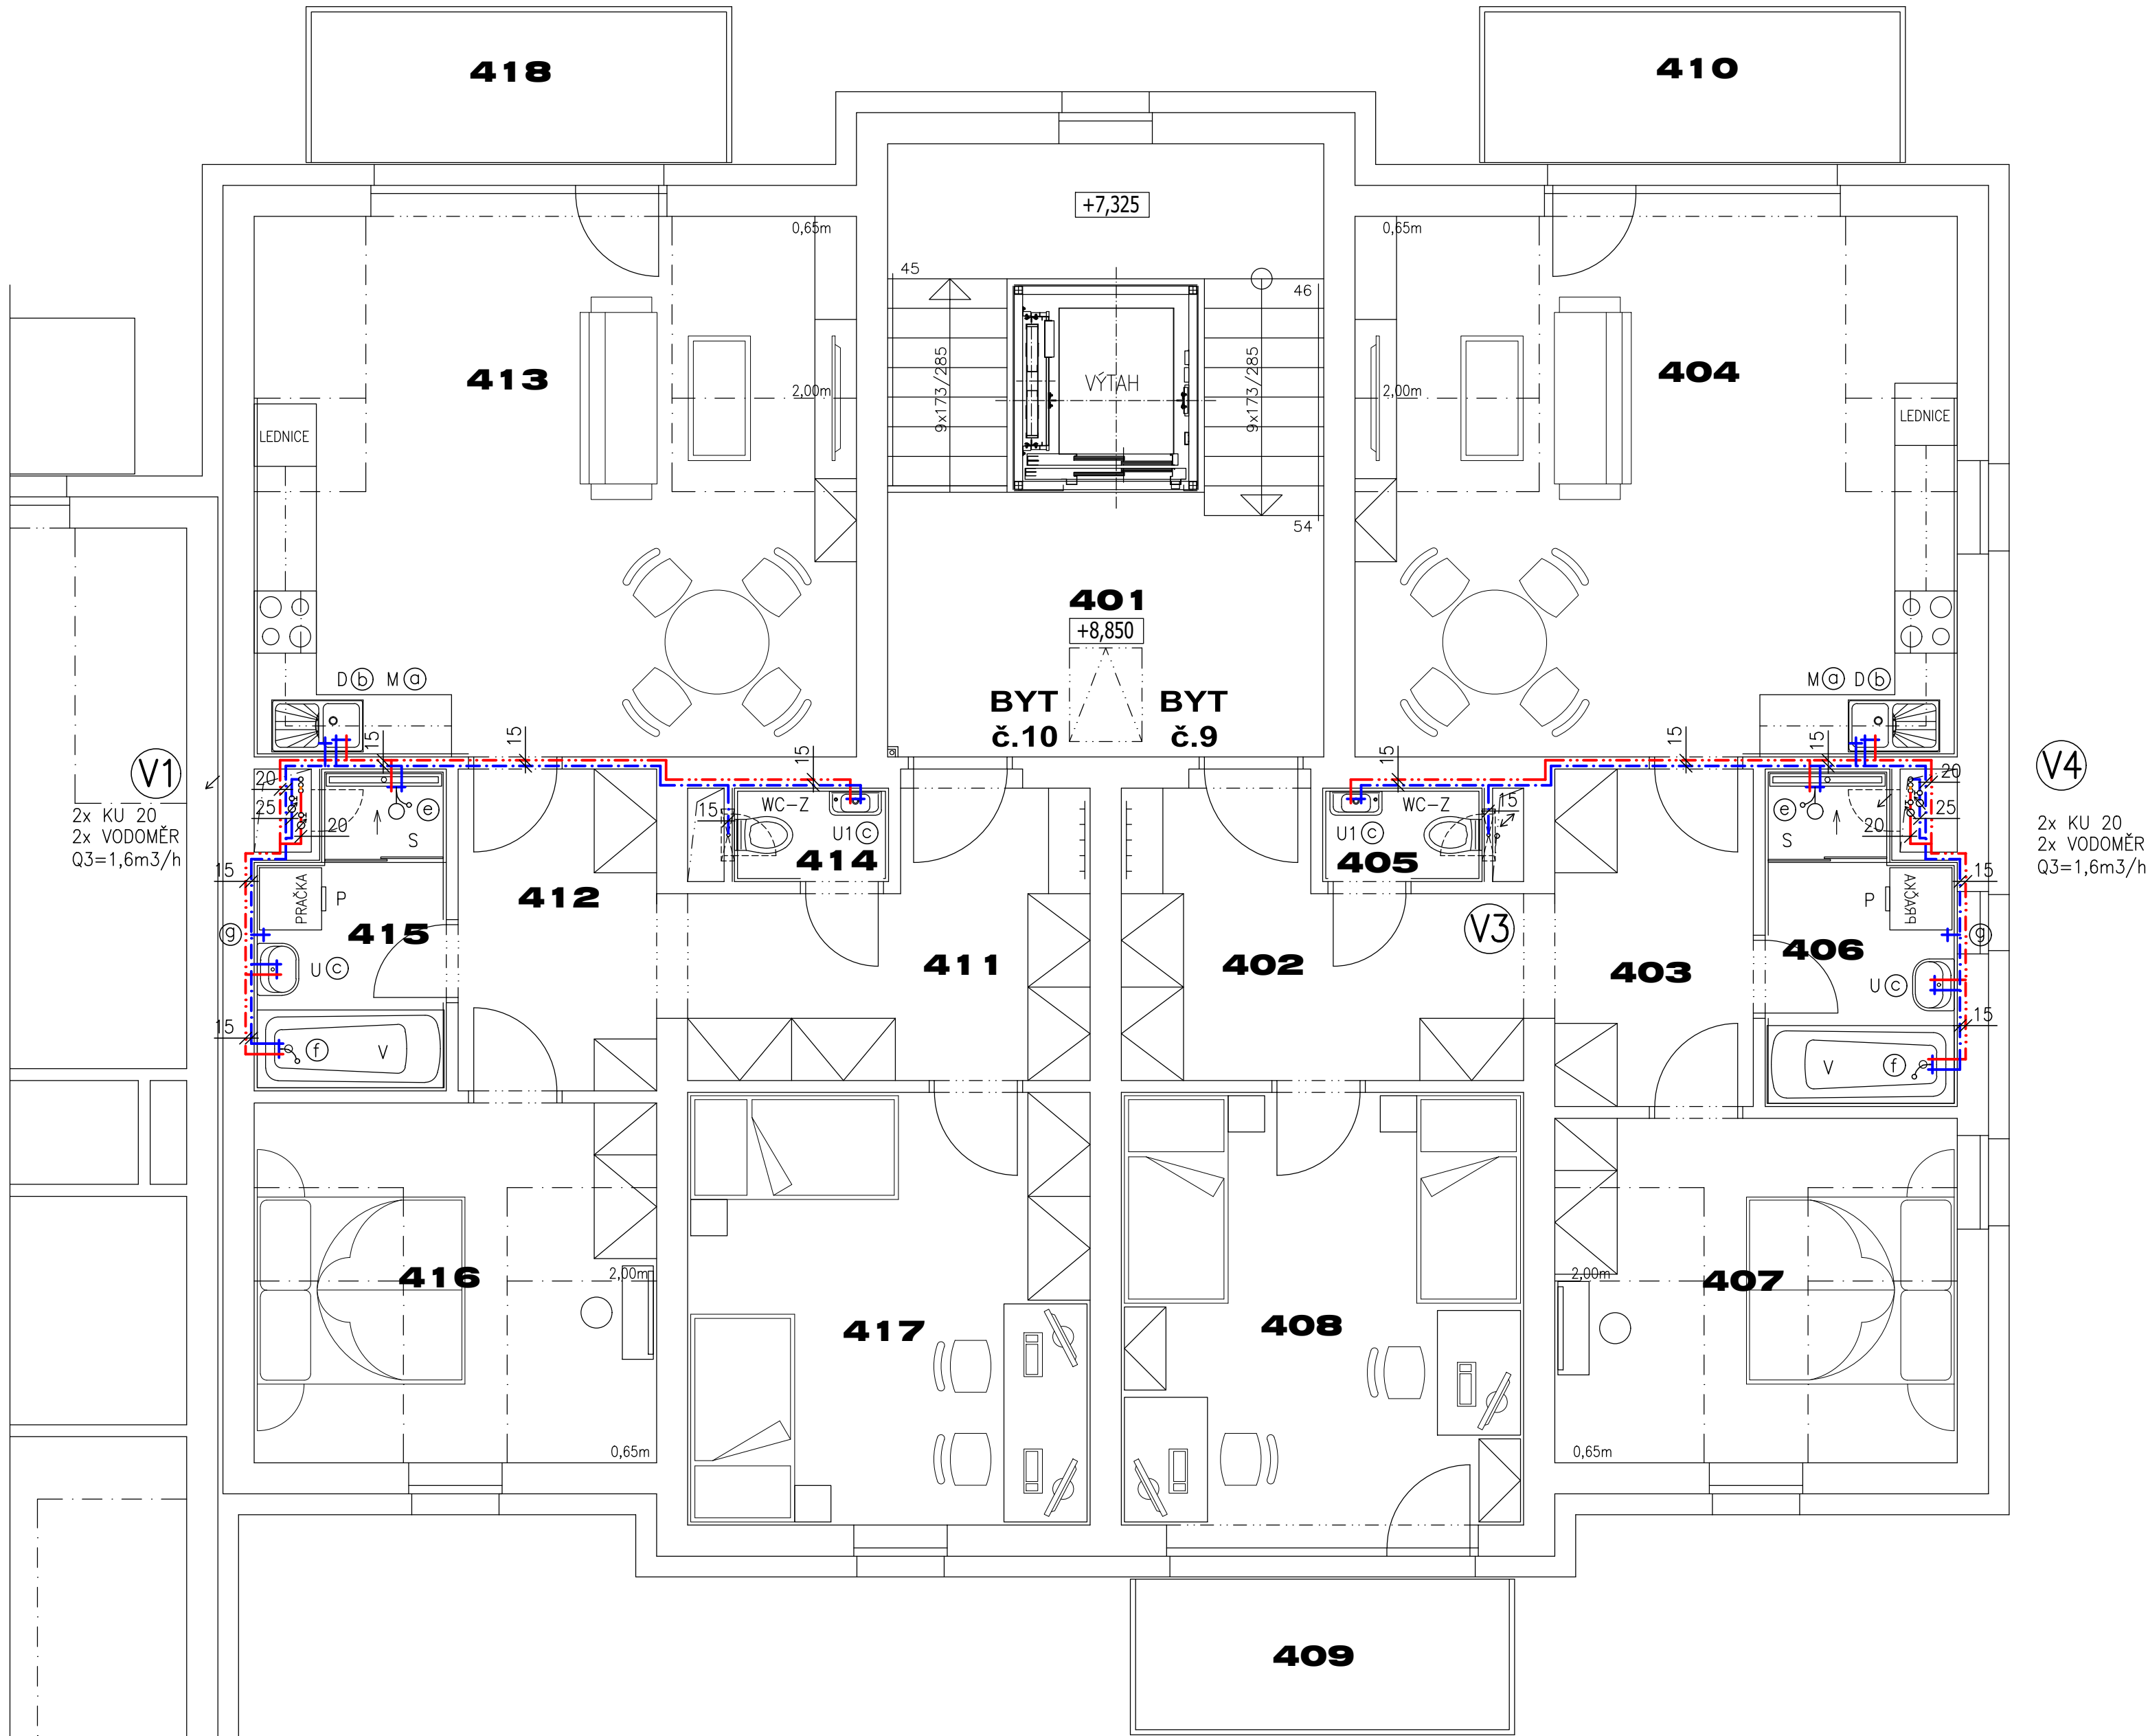 418
410
+7,325
0,65m
0,65m
45
46
413
9x173/285
VÝTAH
9x173/285
404
2,00m
2,00m
LEDNICE
LEDNICE
54
401
+8,850
D b M a
BYT
č.10
BYT
č.9
M a D b
15
15
15
15
15
15
V1
2x KU 20
2x VODOMĚR
Q3=1,6m3/h
V4
2x KU 20
2x VODOMĚR
Q3=1,6m3/h
20
25
20
e
S
15
WC-Z
U1 c
414
WC-Z
U1 c
405
15
e
S
20
25
20
15
PRAČKA
P
412
415
g
U c
411
402
V3
403
406
P
PRAČKA
15
g
U c
15
f
V
V
f
15
416
2,00m
417
408
2,00m
407
0,65m
0,65m
409